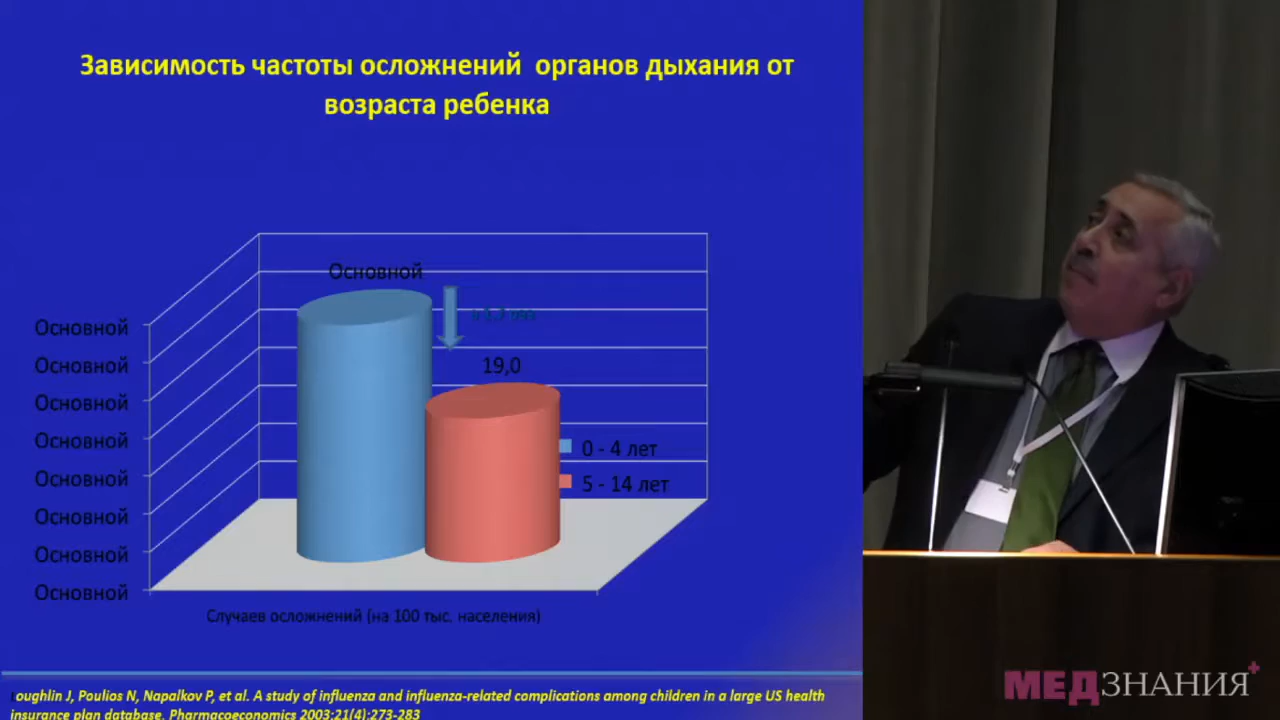 Зависимость частоты осложнений органов дыхания от
возраста ребенка
Основной
19,0
Основной
Основной
Основной
Основной
Основной
Основной
Основной
Основной
0 - 4 лет
5 - 14 лет
Случаев осложнений (на 100 тыс. населения)
oughlin J, Poulios N, Napalkov P, et al. A study of influenza and influenza-related complications among children in a large US health
insurance plan database. Pharmacoeconomics 2003;21(4):273-283
МЕДЗНАНИЯ+